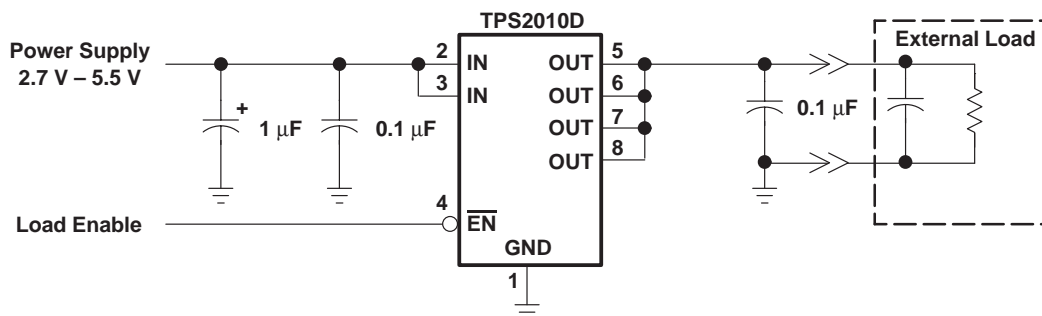 TPS2010D
Power Supply
2.7 V – 5.5 V
2
IN
3
IN
OUT
5
OUT
6
OUT
7
OUT
8
External Load
+
1 μF
0.1 μF
0.1 μF
Load Enable
4
EN
GND
1